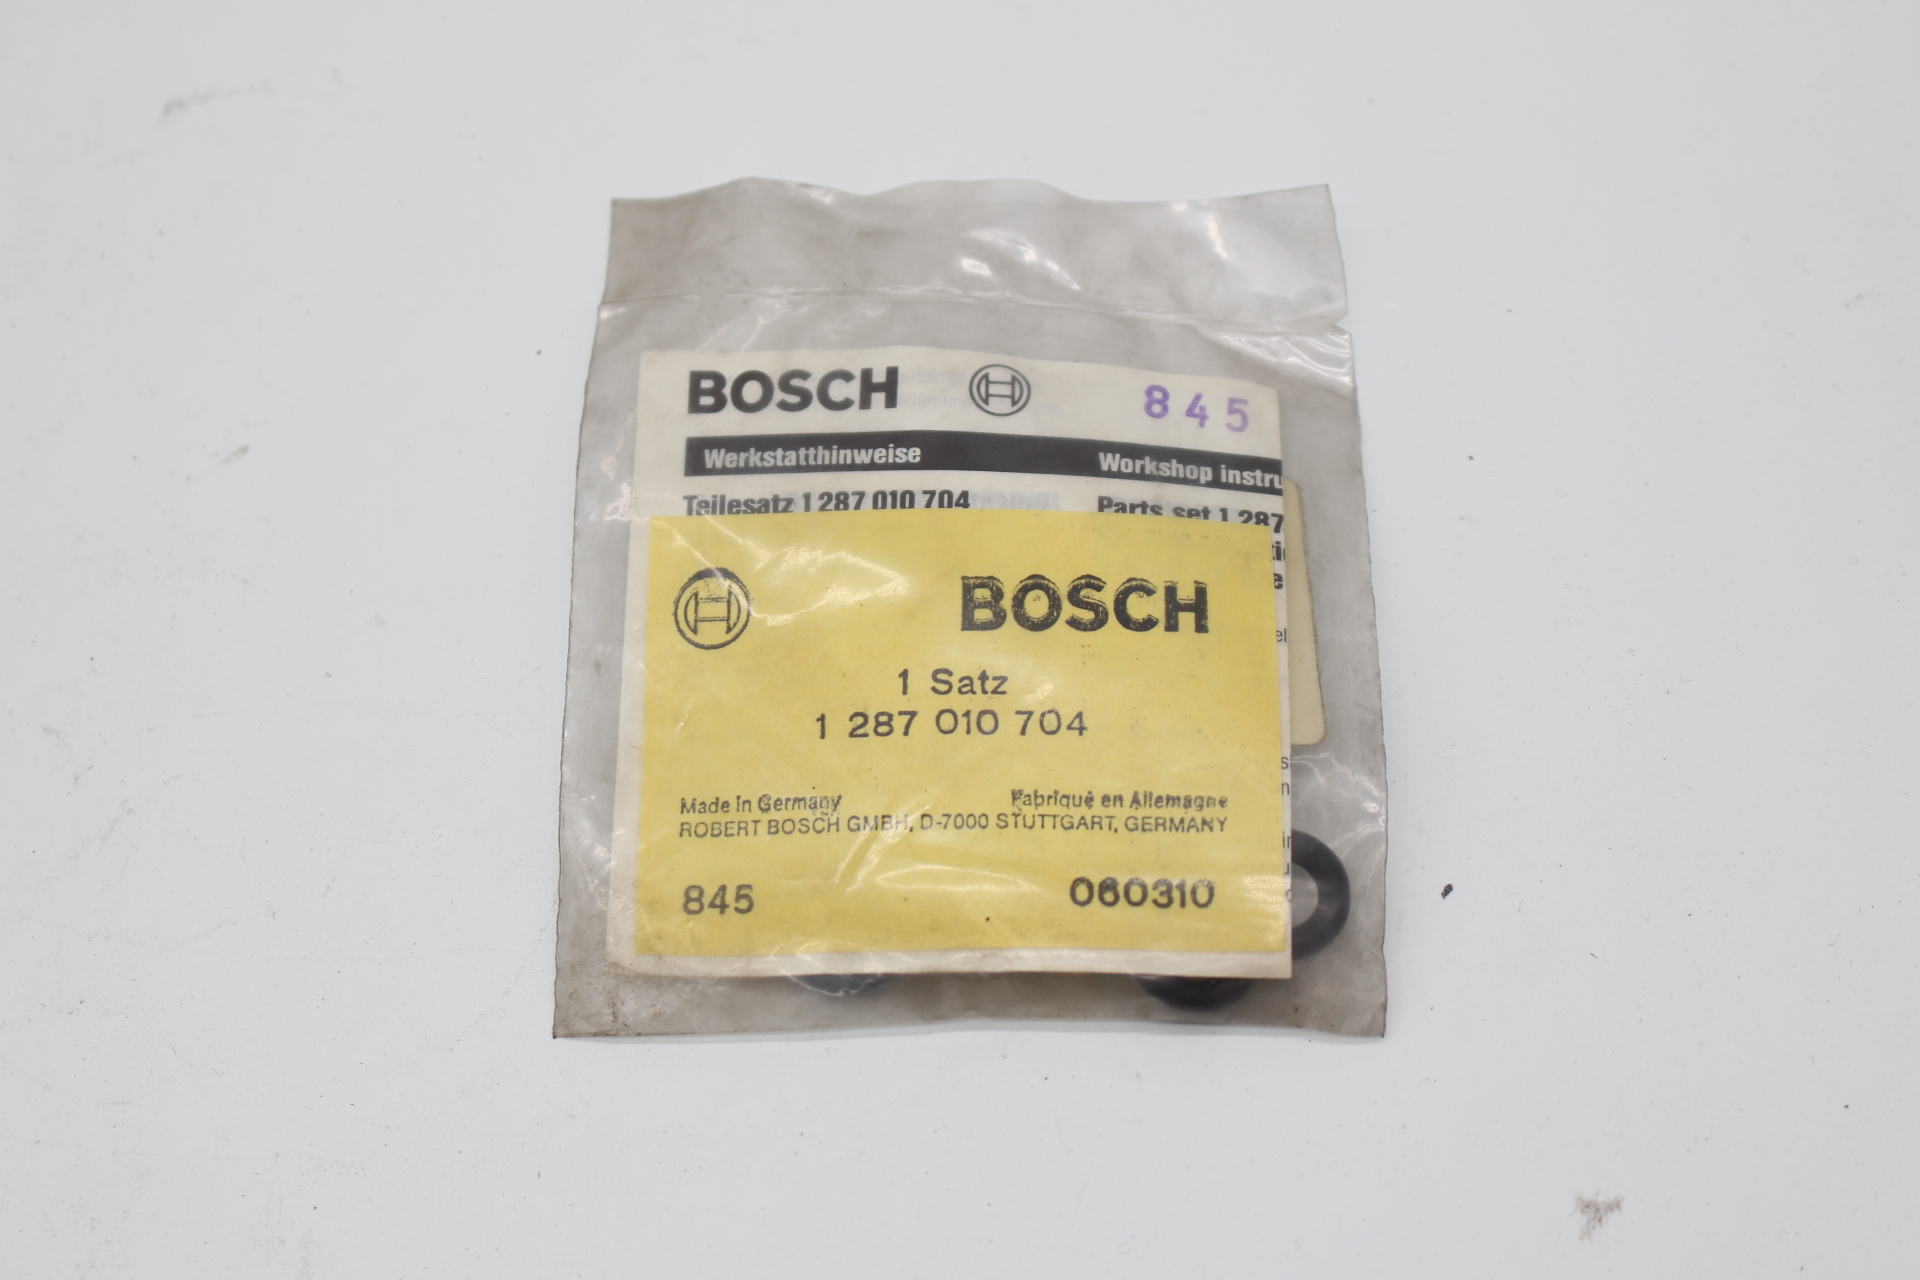 BOSCH
845
Werkstatthinweise Workshop instru
Teilesatz 1 287 010 704 Parts set 1 287
BOSCH
1 Satz
1 287 010 704
Made in Germany Fabriqué en Allemagne
ROBERT BOSCH GMBH, D-7000 STUTTGART, GERMANY
845 060310